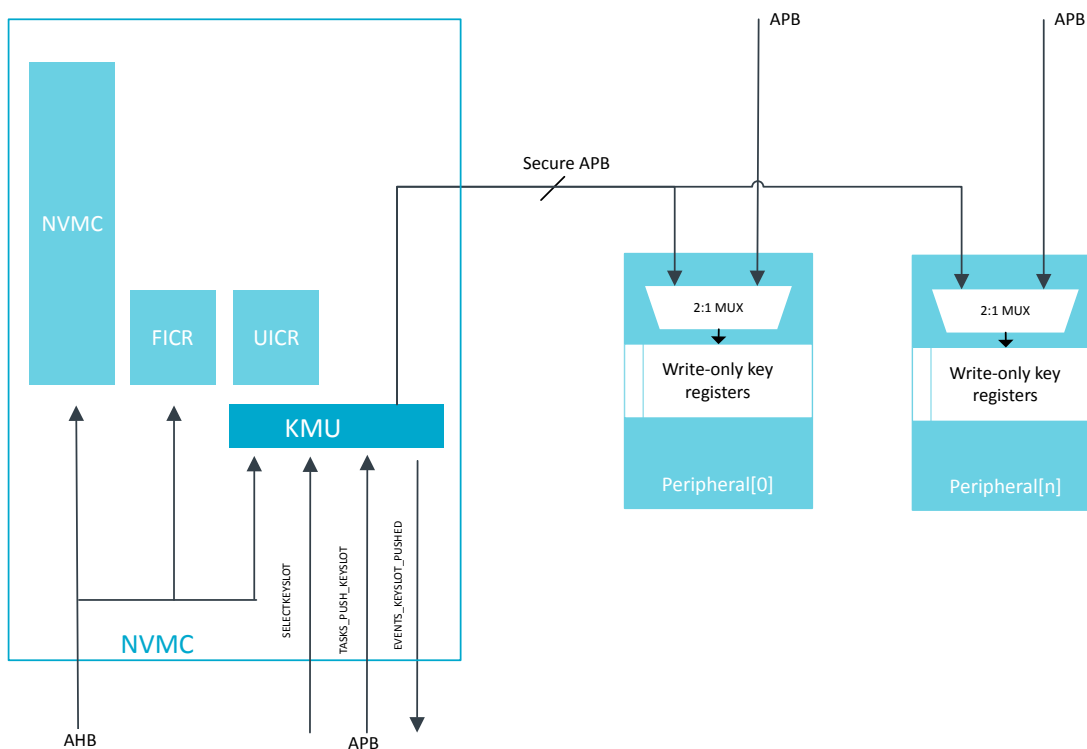 APB
APB
Secure APB
NVMC
FICR
UICR
2:1 MUX
2:1 MUX
Write-only key
registers
Write-only key
registers
KMU
Peripheral[0]
Peripheral[n]
SELECTKEYSLOT
TASKS_PUSH_KEYSLOT
EVENTS_KEYSLOT_PUSHED
NVMC
AHB
APB